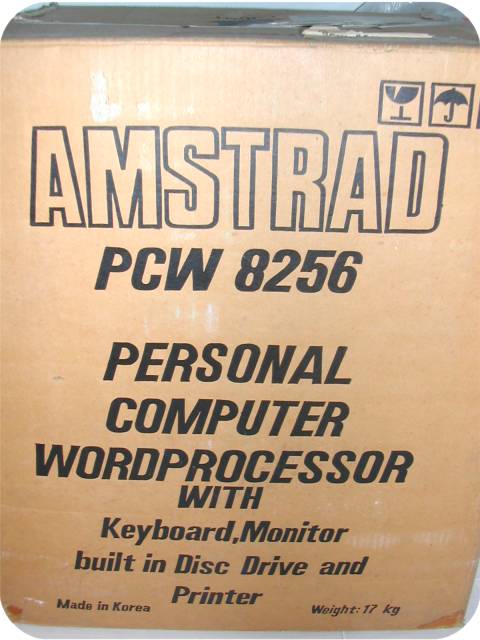 AMSTRAD
PCW 8256
PERSONAL
COMPUTER
WORDPROCESSOR
WITH
Keyboard,Monitor
built in Disc Drive and
Printer
Made in Korea
Weight: 17 kg